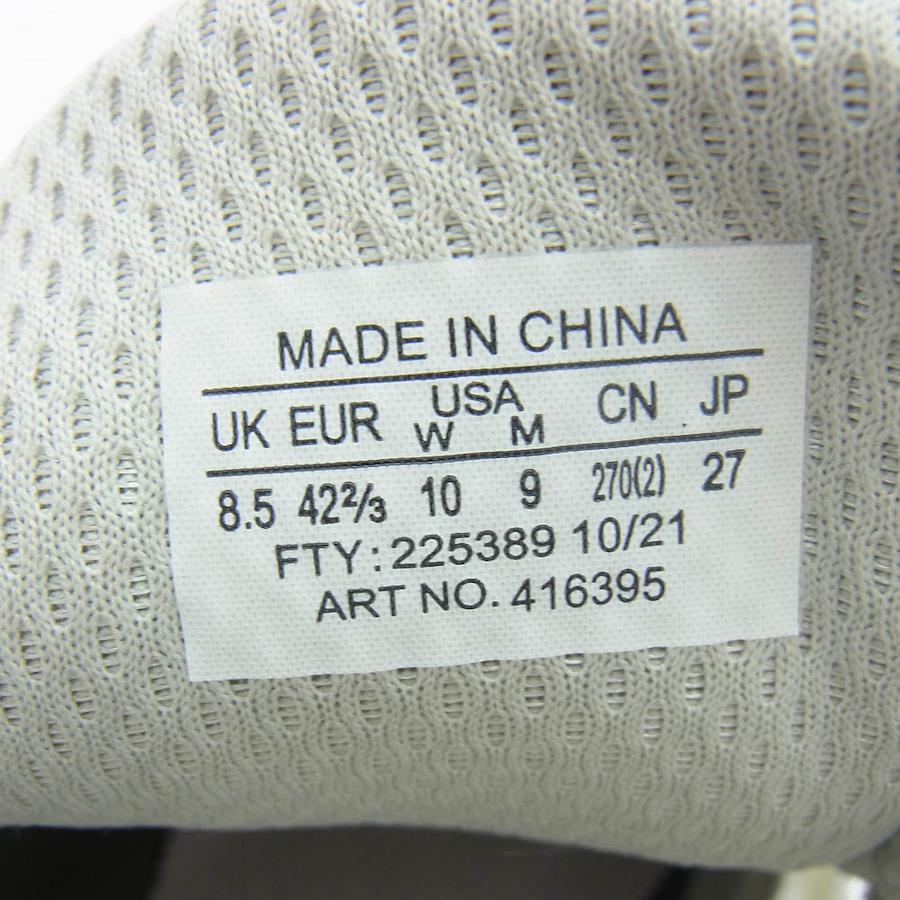 MADE IN CHINA
UK EUR USA CN JP
W M
8.5 42⅔ 10 9 270(2) 27
FTY: 225389 10/21
ART NO. 416395